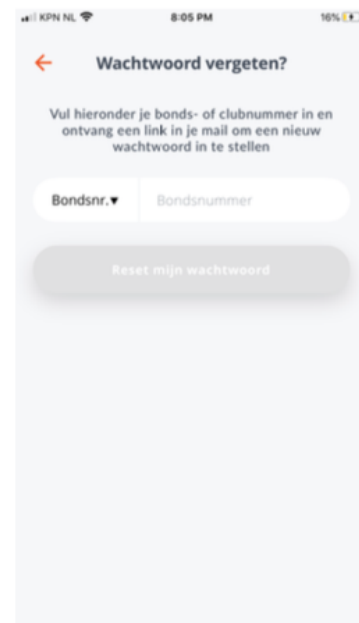 KPN NL 8:05 PM 16%
Wachtwoord vergeten?
Vul hieronder je bonds- of clubnummer in en
ontvang een link in je mail om een nieuw
wachtwoord in te stellen
Bondsnr.▾ Bondsnummer
Reset mijn wachtwoord